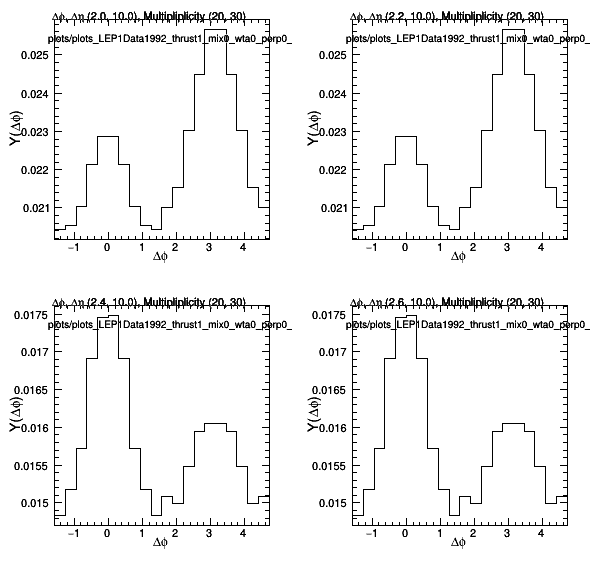 Δφ, Δη (2.0, 10.0), Multipliplicity (20, 30)
plots/plots_LEP1Data1992_thrust1_mix0_wta0_perp0_
Y(Δφ)
0.025
0.024
0.023
0.022
0.021
−1 0 1 2 3 4
Δφ
Δφ, Δη (2.2, 10.0), Multipliplicity (20, 30)
plots/plots_LEP1Data1992_thrust1_mix0_wta0_perp0_
Y(Δφ)
0.025
0.024
0.023
0.022
0.021
−1 0 1 2 3 4
Δφ
Δφ, Δη (2.4, 10.0), Multipliplicity (20, 30)
plots/plots_LEP1Data1992_thrust1_mix0_wta0_perp0_
Y(Δφ)
0.0175
0.017
0.0165
0.016
0.0155
0.015
−1 0 1 2 3 4
Δφ
Δφ, Δη (2.6, 10.0), Multipliplicity (20, 30)
plots/plots_LEP1Data1992_thrust1_mix0_wta0_perp0_
Y(Δφ)
0.0175
0.017
0.0165
0.016
0.0155
0.015
−1 0 1 2 3 4
Δφ